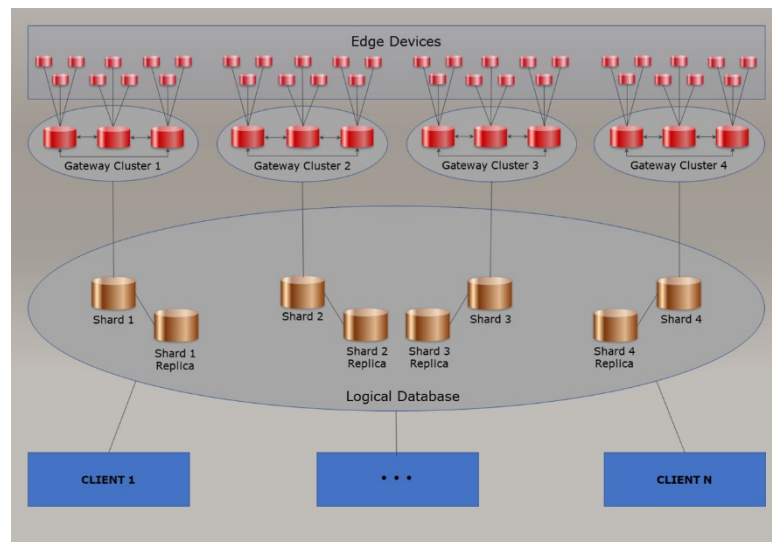 Edge Devices
Gateway Cluster 1
Gateway Cluster 2
Gateway Cluster 3
Gateway Cluster 4
Shard 1
Shard 2
Shard 3
Shard 4
Shard 1
Replica
Shard 2
Replica
Shard 3
Replica
Shard 4
Replica
Logical Database
CLIENT 1
• • •
CLIENT N